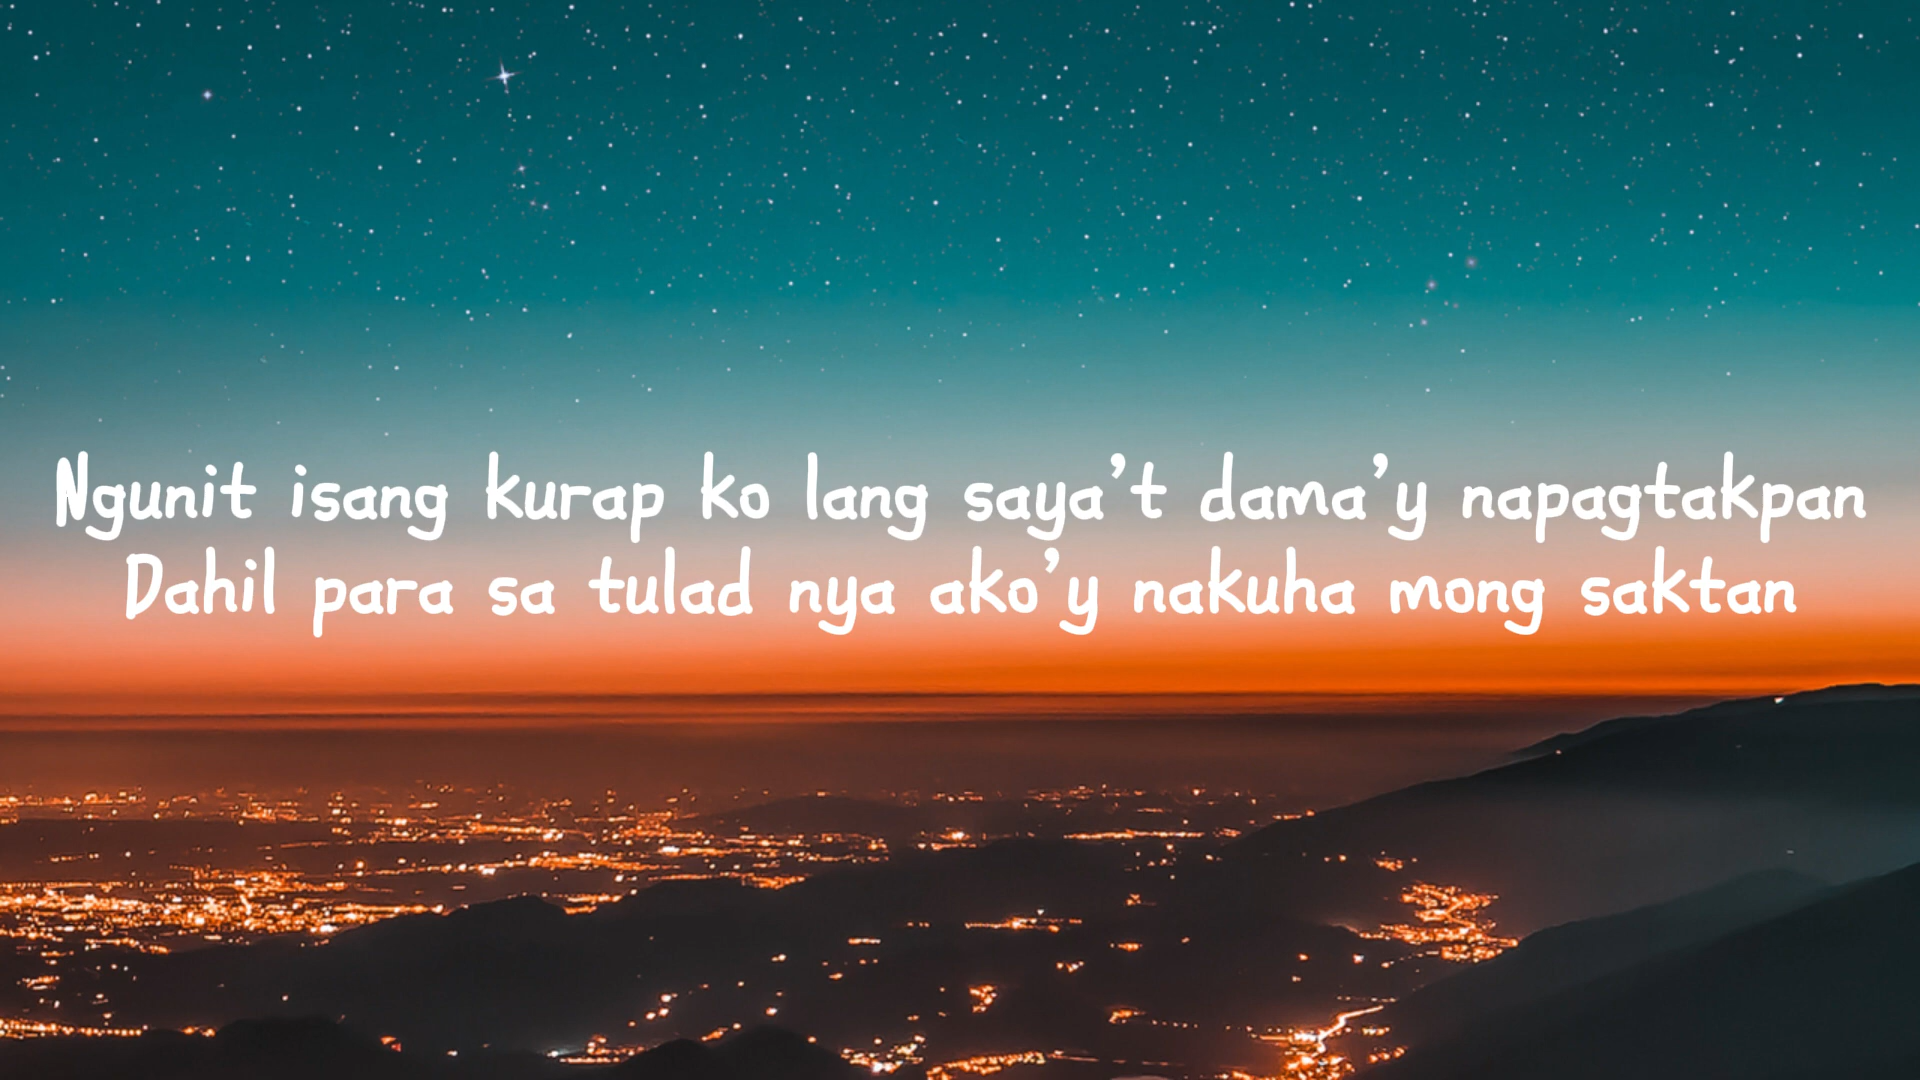 Ngunit isang kurap ko lang saya't dama'y napagtakpan
Dahil para sa tulad nya ako'y nakuha mong saktan